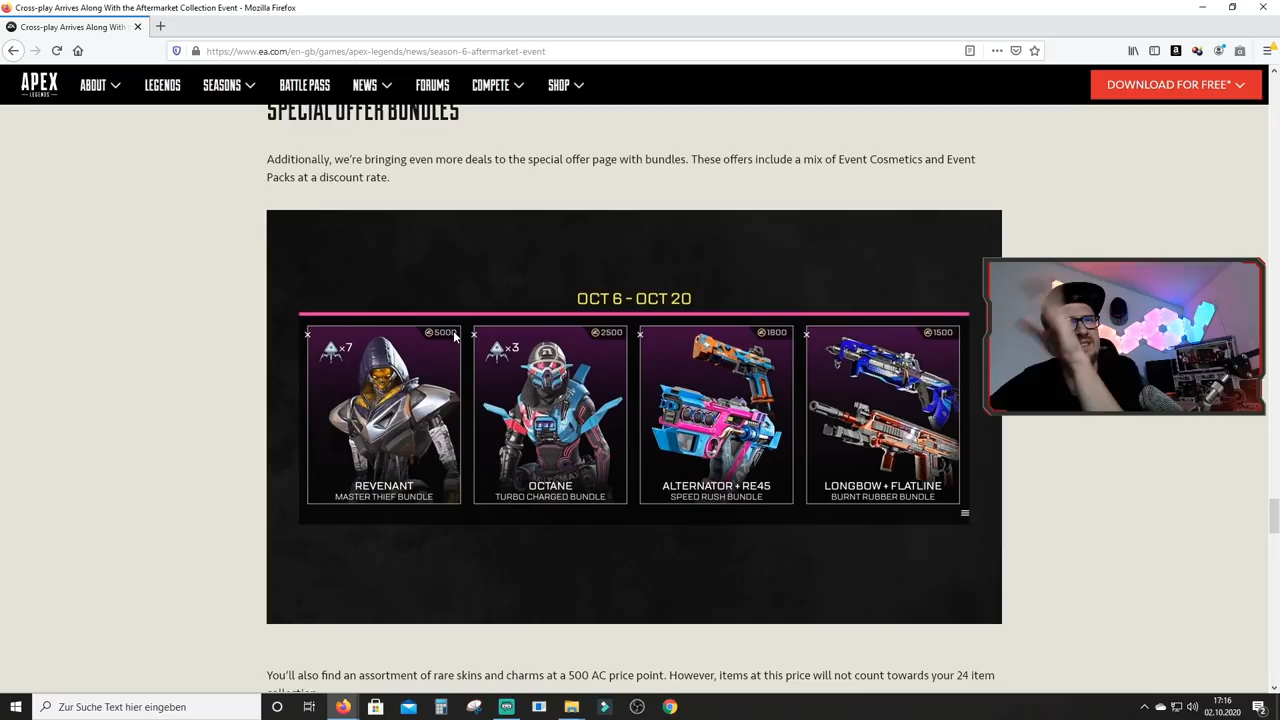 Cross-play Arrives Along With the Aftermarket Collection Event - Mozilla Firefox
Cross-play Arrives Along With
https://www.ea.com/en-gb/games/apex-legends/news/season-6-aftermarket-event
APEX
LEGENDS
ABOUT
LEGENDS
SEASONS
BATTLE PASS
NEWS
FORUMS
COMPETE
SHOP
DOWNLOAD FOR FREE*
SPECIAL OFFER BUNDLES
Additionally, we're bringing even more deals to the special offer page with bundles. These offers include a mix of Event Cosmetics and Event
Packs at a discount rate.
OCT 6 - OCT 20
5000
x7
REVENANT
MASTER THIEF BUNDLE
2500
x3
OCTANE
TURBO CHARGED BUNDLE
1800
ALTERNATOR + RE45
SPEED RUSH BUNDLE
1500
LONGBOW + FLATLINE
BURNT RUBBER BUNDLE
You'll also find an assortment of rare skins and charms at a 500 AC price point. However, items at this price will not count towards your 24 item
collection
Zur Suche Text hier eingeben
17:16
02.10.2020
2